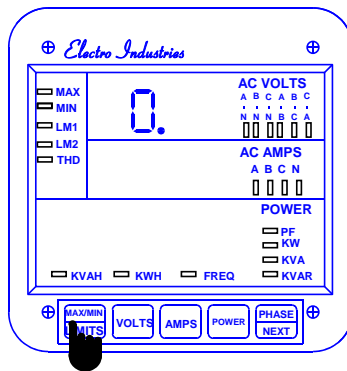 Electro Industries
MAX
MIN
LM1
LM2
THD
0.
AC VOLTS
A B C A B C
N N N B C A
AC AMPS
A B C N
POWER
PF
KW
KVA
KVAR
KVAH KWH FREQ
MAX/MIN
LIMITS
VOLTS
AMPS
POWER
PHASE
NEXT